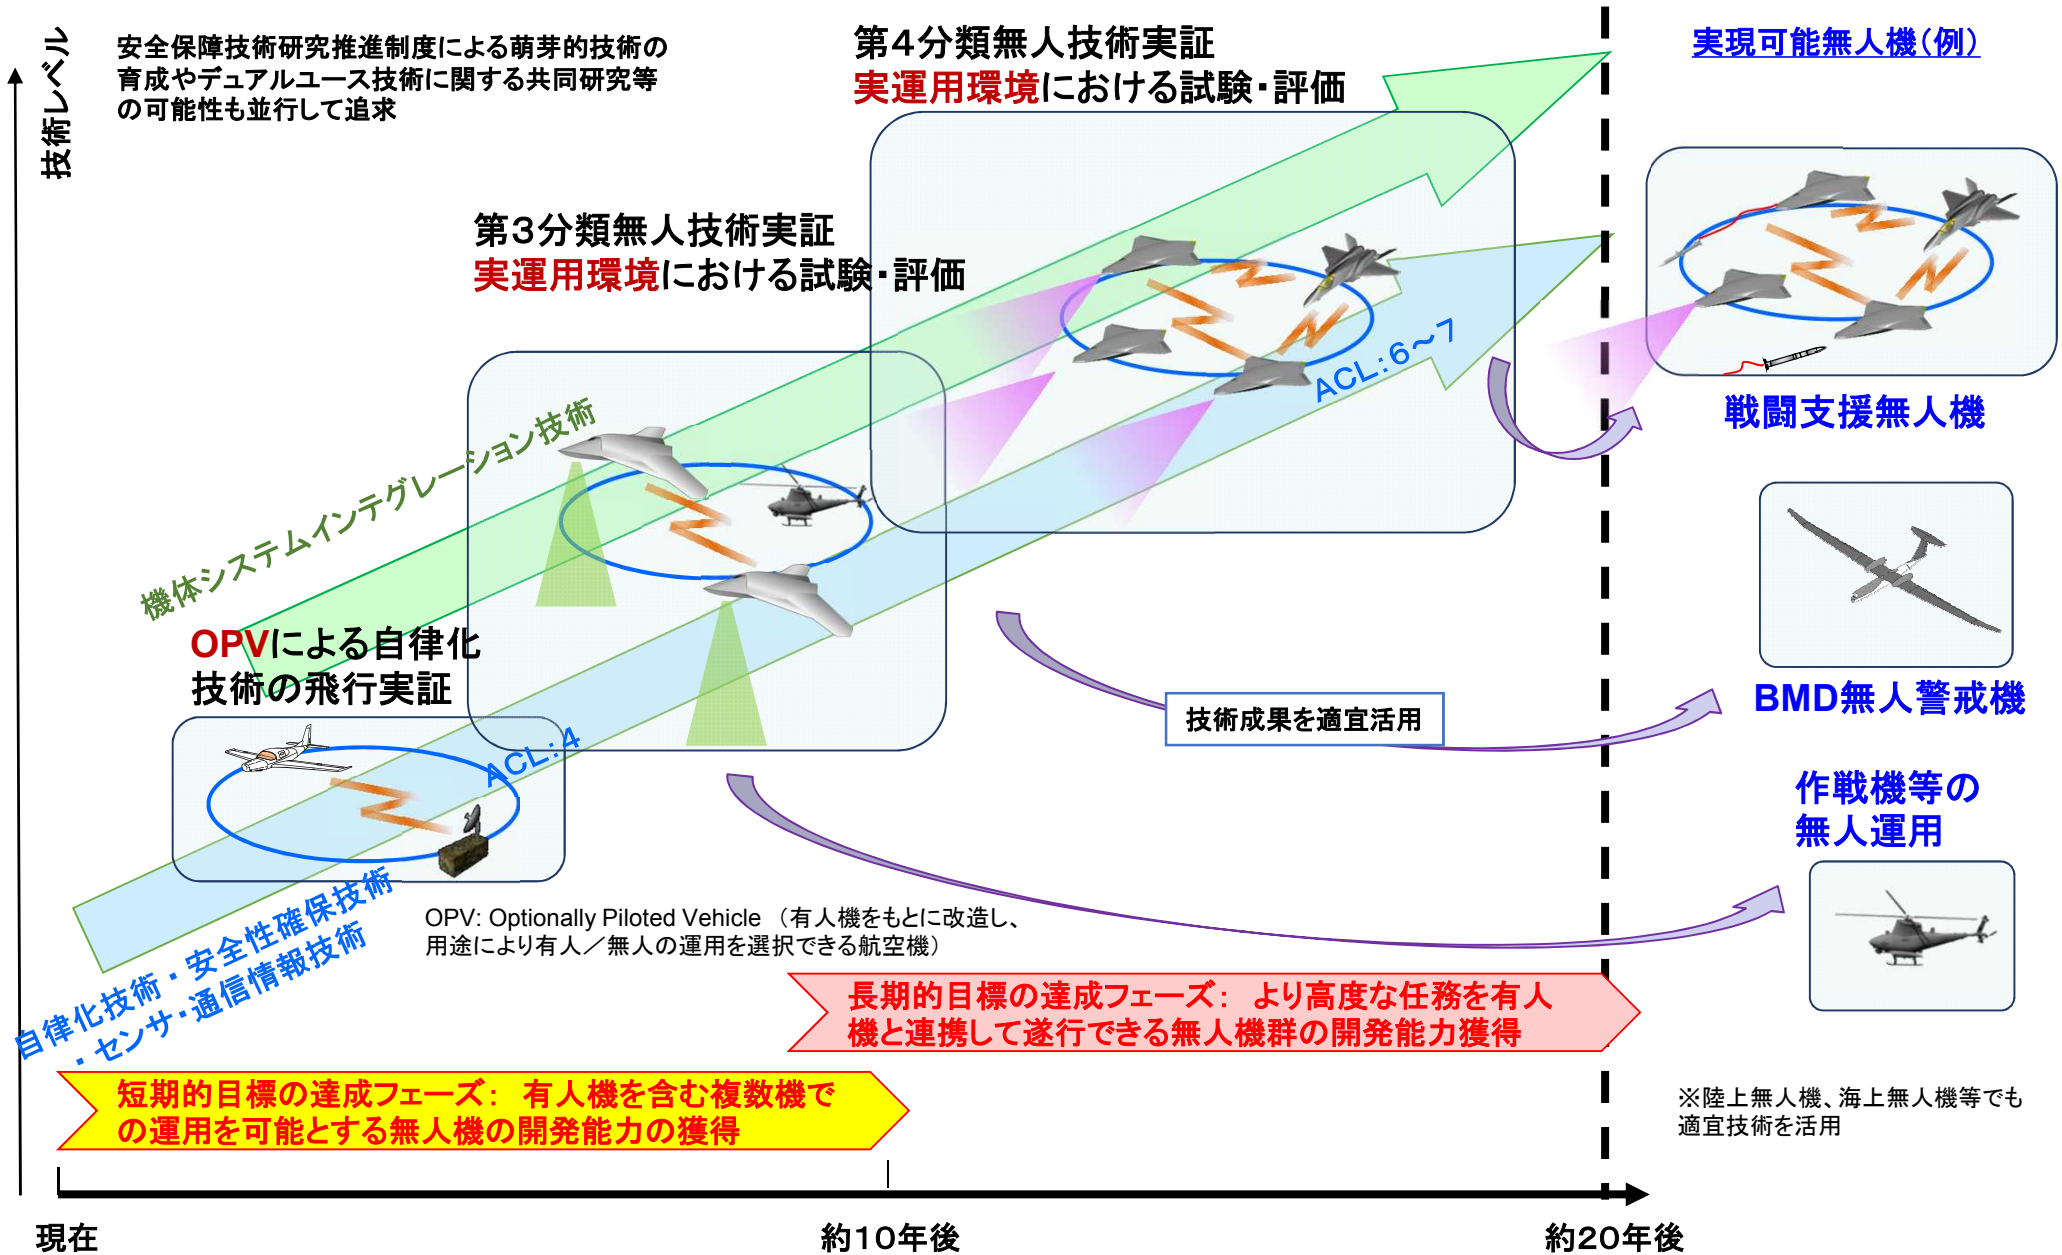 技術レベル
安全保障技術研究推進制度による萌芽的技術の
育成やデュアルユース技術に関する共同研究等
の可能性も並行して追求
第4分類無人技術実証
実運用環境における試験・評価
実現可能無人機（例）
第3分類無人技術実証
実運用環境における試験・評価
ACL：6～7
戦闘支援無人機
機体システムインテグレーション技術
OPVによる自律化
技術の飛行実証
ACL：4
技術成果を適宜活用
BMD無人警戒機
作戦機等の
無人運用
自律化技術・安全性確保技術
・センサ・通信情報技術
OPV: Optionally Piloted Vehicle （有人機をもとに改造し、
用途により有人／無人の運用を選択できる航空機）
長期的目標の達成フェーズ： より高度な任務を有人
機と連携して遂行できる無人機群の開発能力獲得
短期的目標の達成フェーズ： 有人機を含む複数機で
の運用を可能とする無人機の開発能力の獲得
※陸上無人機、海上無人機等でも
適宜技術を活用
現在
約10年後
約20年後